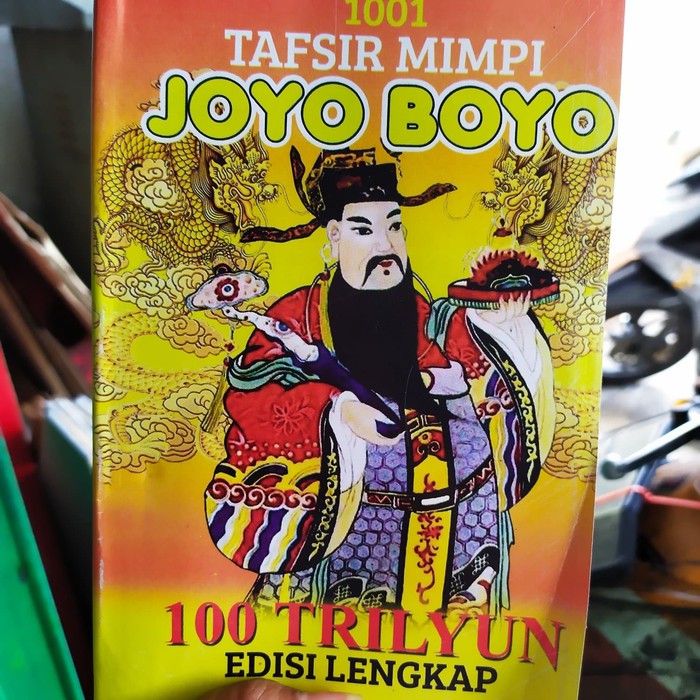 1001
TAFSIR MIMPI
JOYO BOYO
100 TRILYUN
EDISI LENGKAP